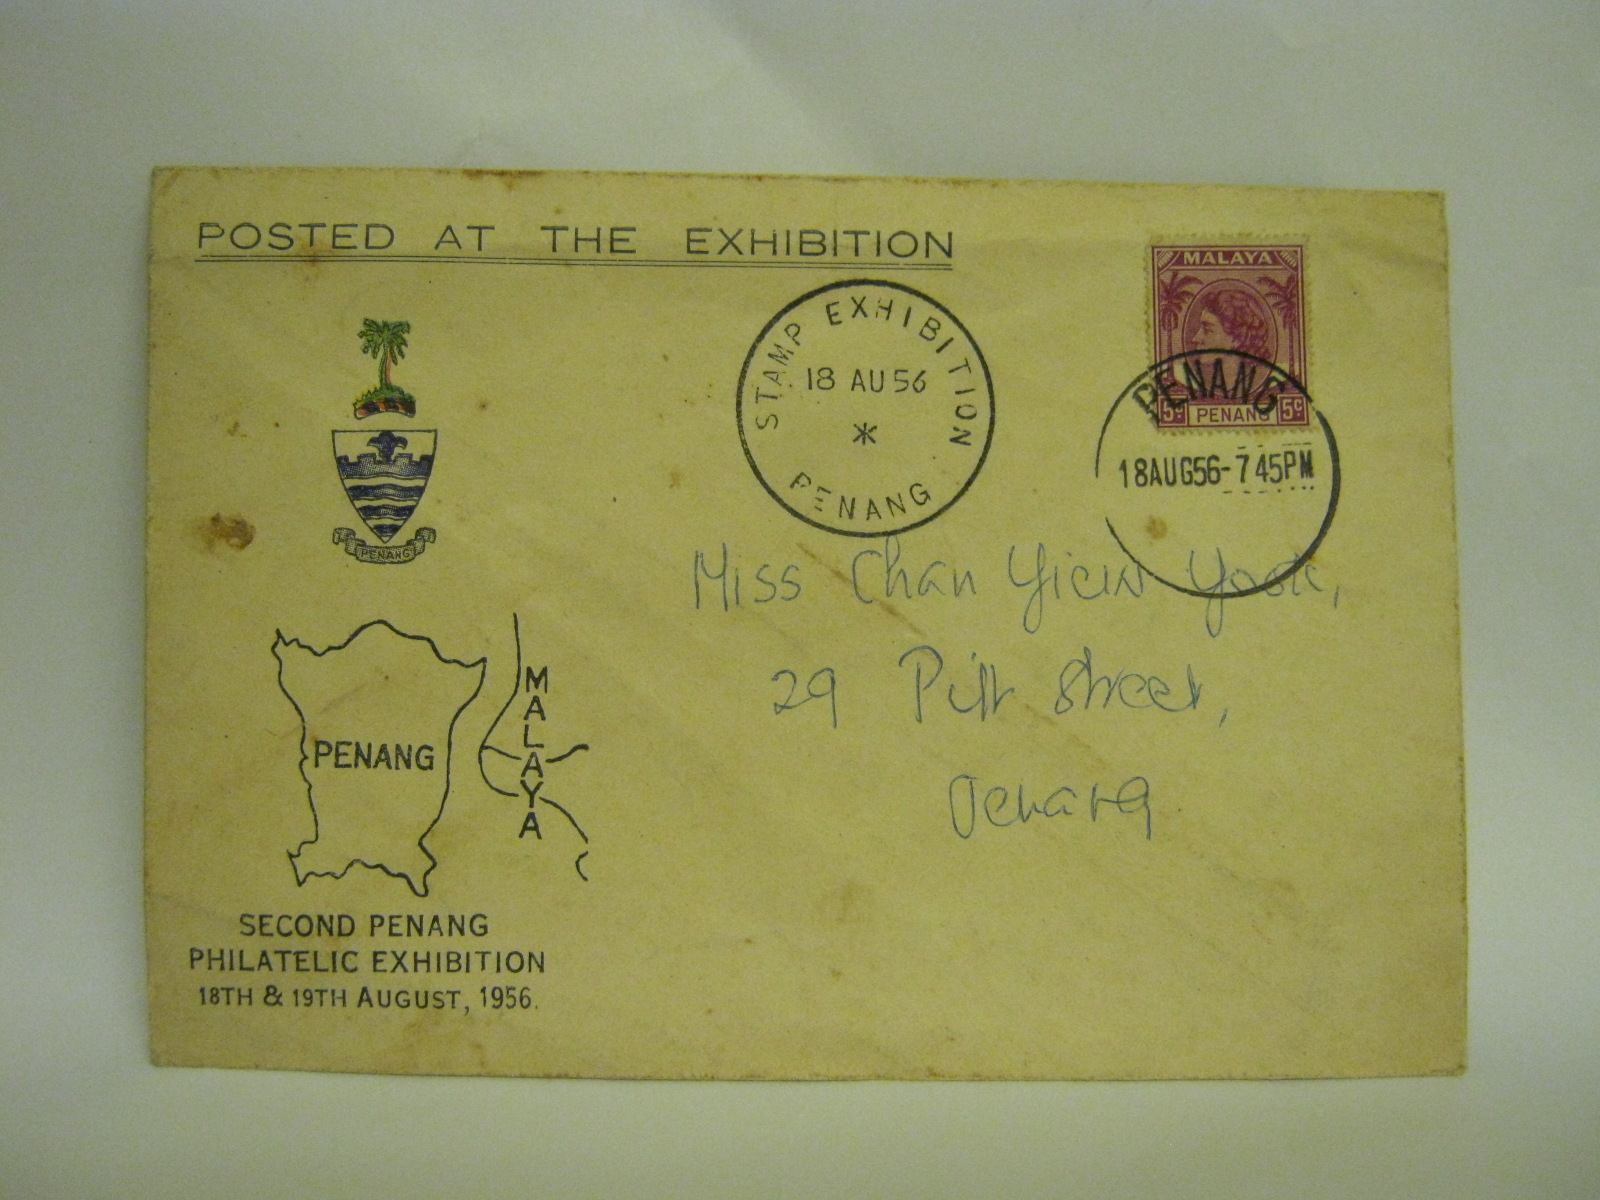 POSTED AT THE EXHIBITION
MALAYA
5c PENANG 5c
STAMP EXHIBITION
18 AU 56
*
PENANG
PENANG
18AUG56-745PM
PENANG
Miss Chan
29 Pitt Street,
Penang
PENANG
MALAYA
SECOND PENANG
PHILATELIC EXHIBITION
18TH & 19TH AUGUST, 1956.